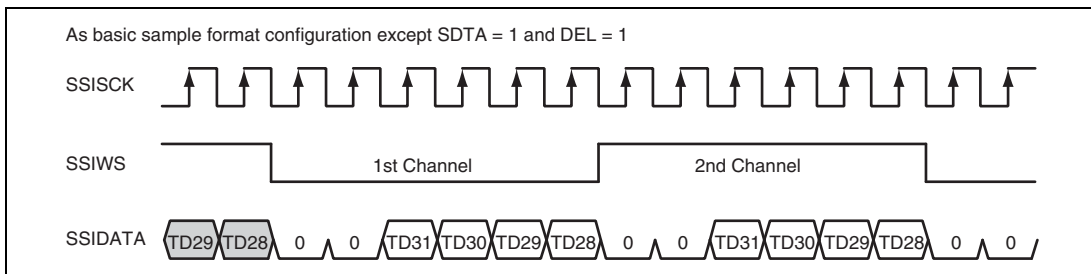 As basic sample format configuration except SDTA = 1 and DEL = 1
SSISCK
SSIWS 1st Channel 2nd Channel
SSIDATA TD29 TD28 0 0 TD31 TD30 TD29 TD28 0 0 TD31 TD30 TD29 TD28 0 0